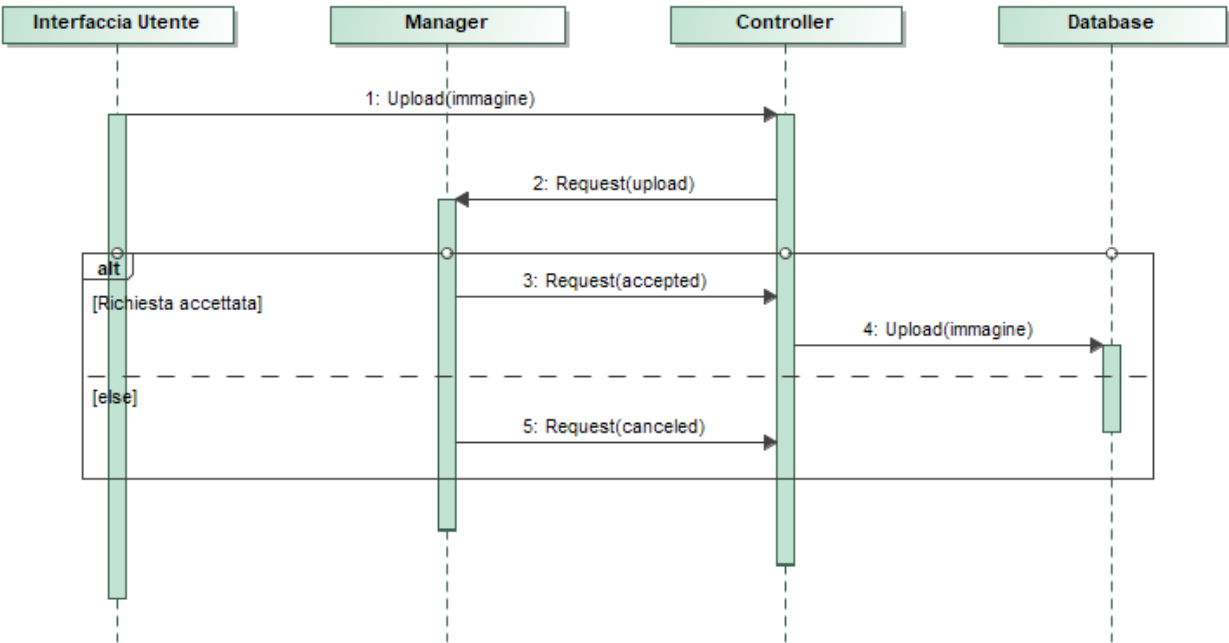 Interfaccia Utente
Manager
Controller
Database
1: Upload(immagine)
2: Request(upload)
alt
3: Request(accepted)
[Richiesta accettata]
4: Upload(immagine)
[else]
5: Request(canceled)